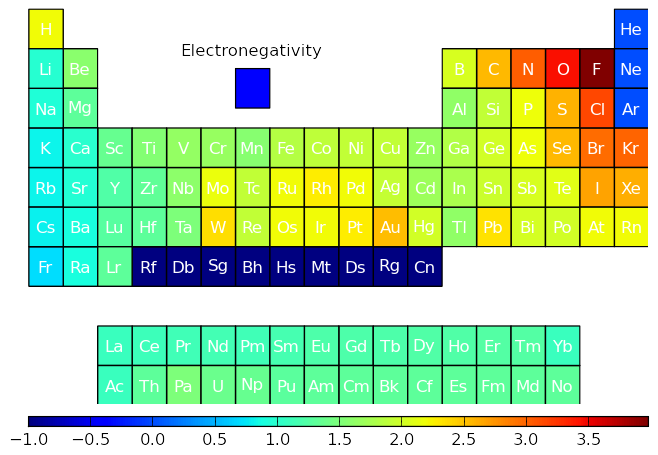 H He
Electronegativity
Li Be B C N O F Ne
Na Mg Al Si P S Cl Ar
K Ca Sc Ti V Cr Mn Fe Co Ni Cu Zn Ga Ge As Se Br Kr
Rb Sr Y Zr Nb Mo Tc Ru Rh Pd Ag Cd In Sn Sb Te I Xe
Cs Ba Lu Hf Ta W Re Os Ir Pt Au Hg Tl Pb Bi Po At Rn
Fr Ra Lr Rf Db Sg Bh Hs Mt Ds Rg Cn
La Ce Pr Nd Pm Sm Eu Gd Tb Dy Ho Er Tm Yb
Ac Th Pa U Np Pu Am Cm Bk Cf Es Fm Md No
−1.0 −0.5 0.0 0.5 1.0 1.5 2.0 2.5 3.0 3.5